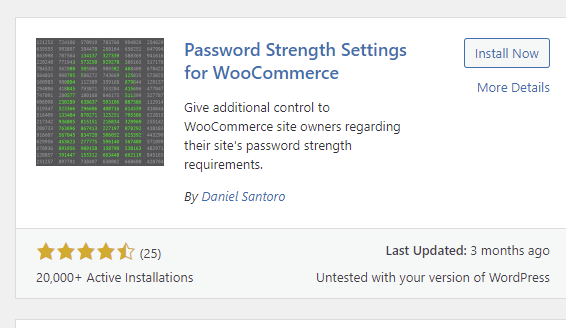 Password Strength Settings
for WooCommerce
Install Now
More Details
Give additional control to
WooCommerce site owners regarding
their site's password strength
requirements.
By Daniel Santoro
(25)
Last Updated: 3 months ago
20,000+ Active Installations
Untested with your version of WordPress